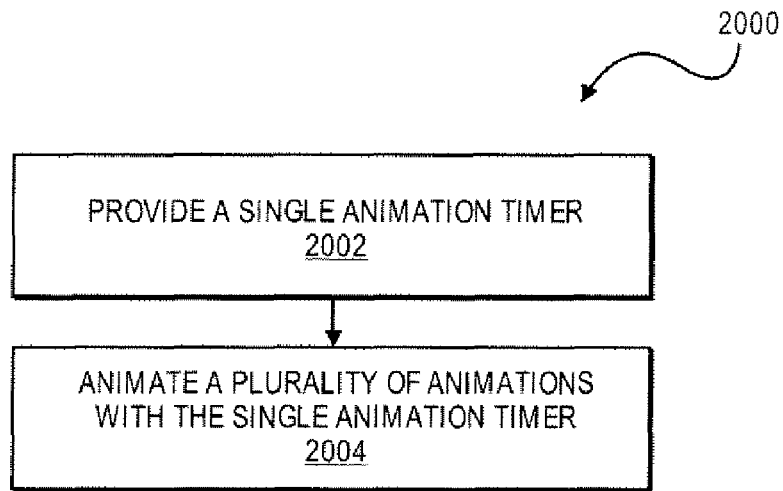 2000
PROVIDE A SINGLE ANIMATION TIMER
2002
ANIMATE A PLURALITY OF ANIMATIONS
WITH THE SINGLE ANIMATION TIMER
2004